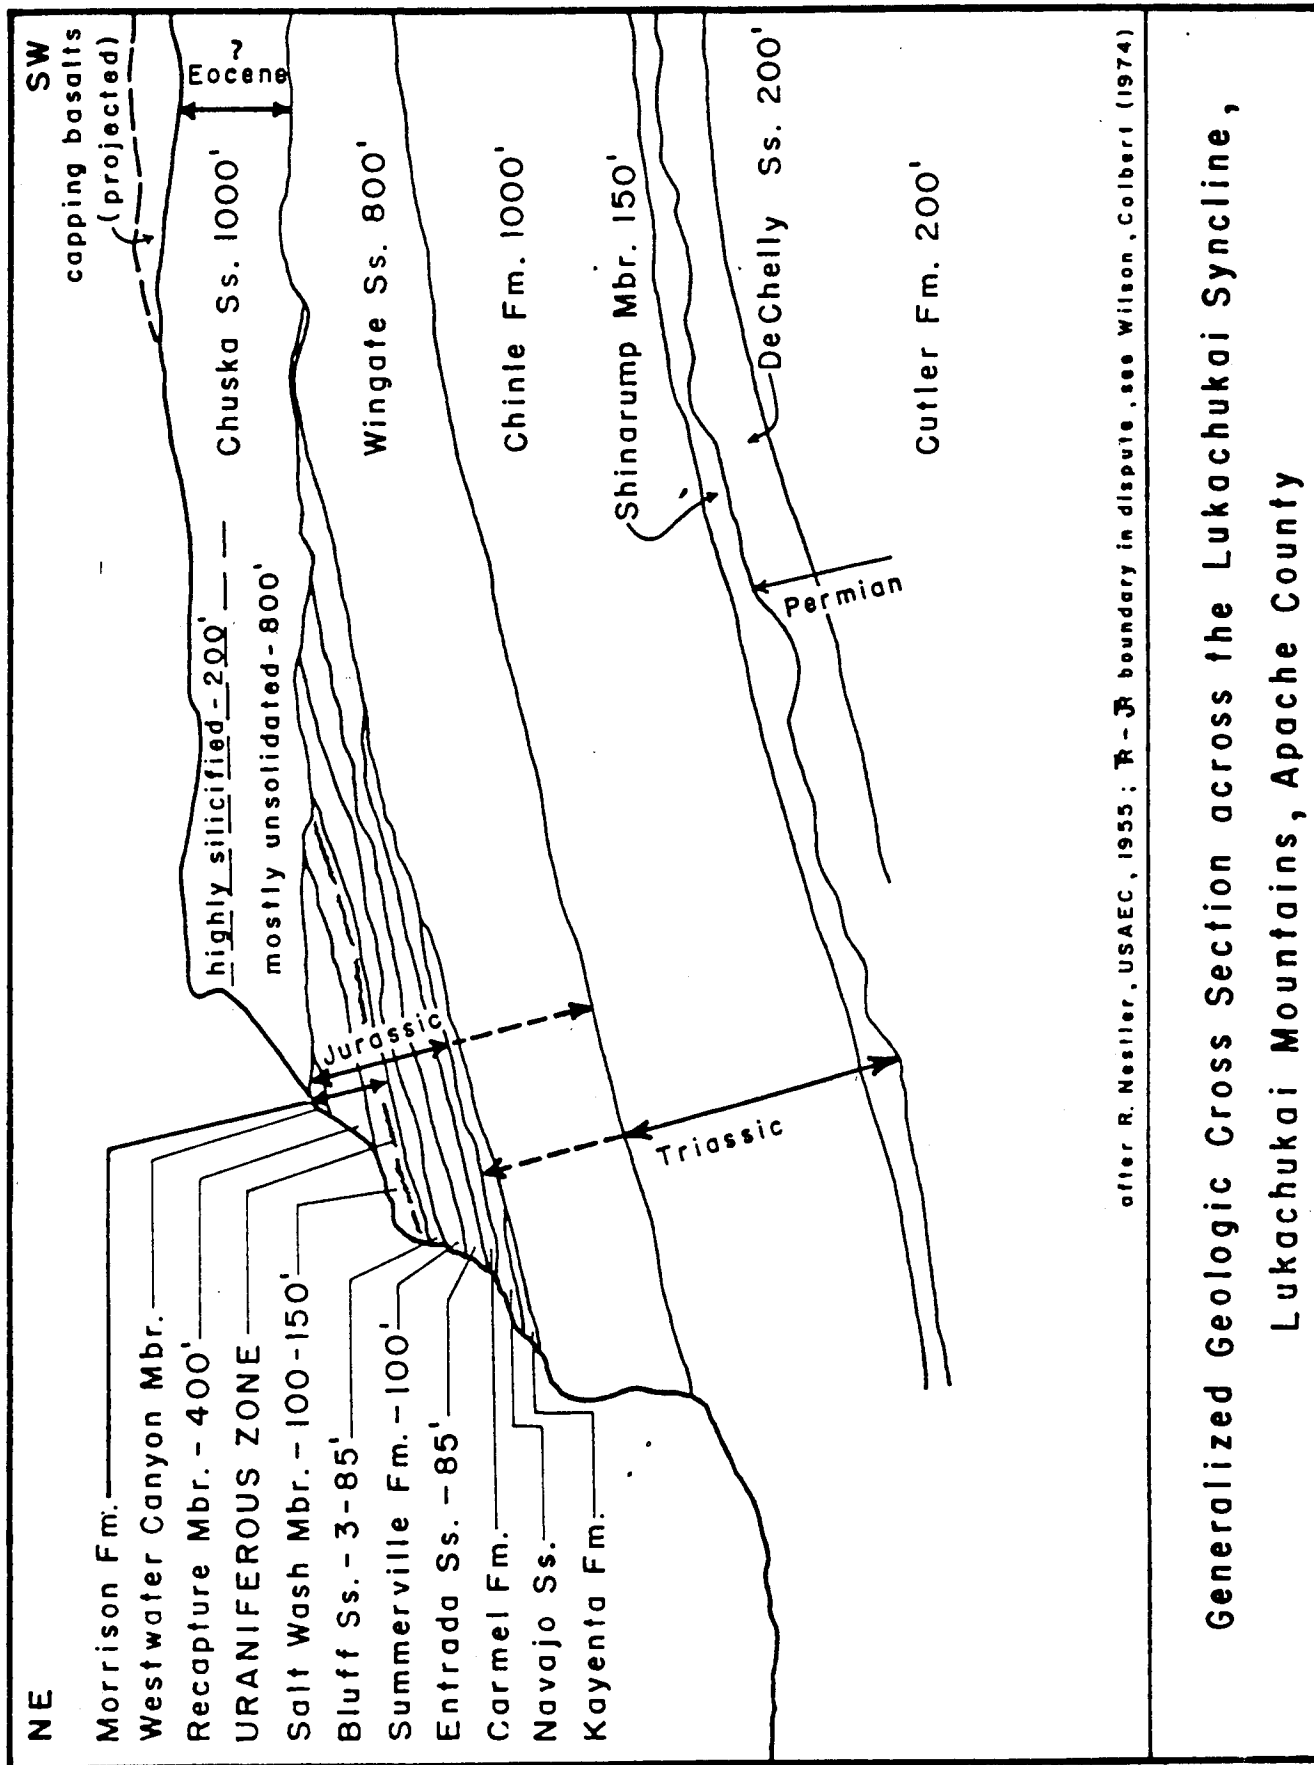 NE
SW
capping basalts
(projected)
?
Eocene
Morrison Fm.
Westwater Canyon Mbr.
Recapture Mbr. - 400'
URANIFEROUS ZONE
Salt Wash Mbr. - 100-150'
Bluff Ss. - 3-85'
Summerville Fm. - 100'
Entrada Ss. - 85'
Carmel Fm.
Navajo Ss.
Kayenta Fm.
highly silicified - 200'
mostly unsolidated - 800'
Chuska Ss. 1000'
Wingate Ss. 800'
Chinle Fm. 1000'
Shinarump Mbr. 150'
DeChelly Ss. 200'
Cutler Fm. 200'
Jurassic
Triassic
Permian
after R. Nestler, USAEC, 1955; TR - JR boundary in dispute, see Wilson, Colbert (1974)
Generalized Geologic Cross Section across the Lukachukai Syncline,
Lukachukai Mountains, Apache County